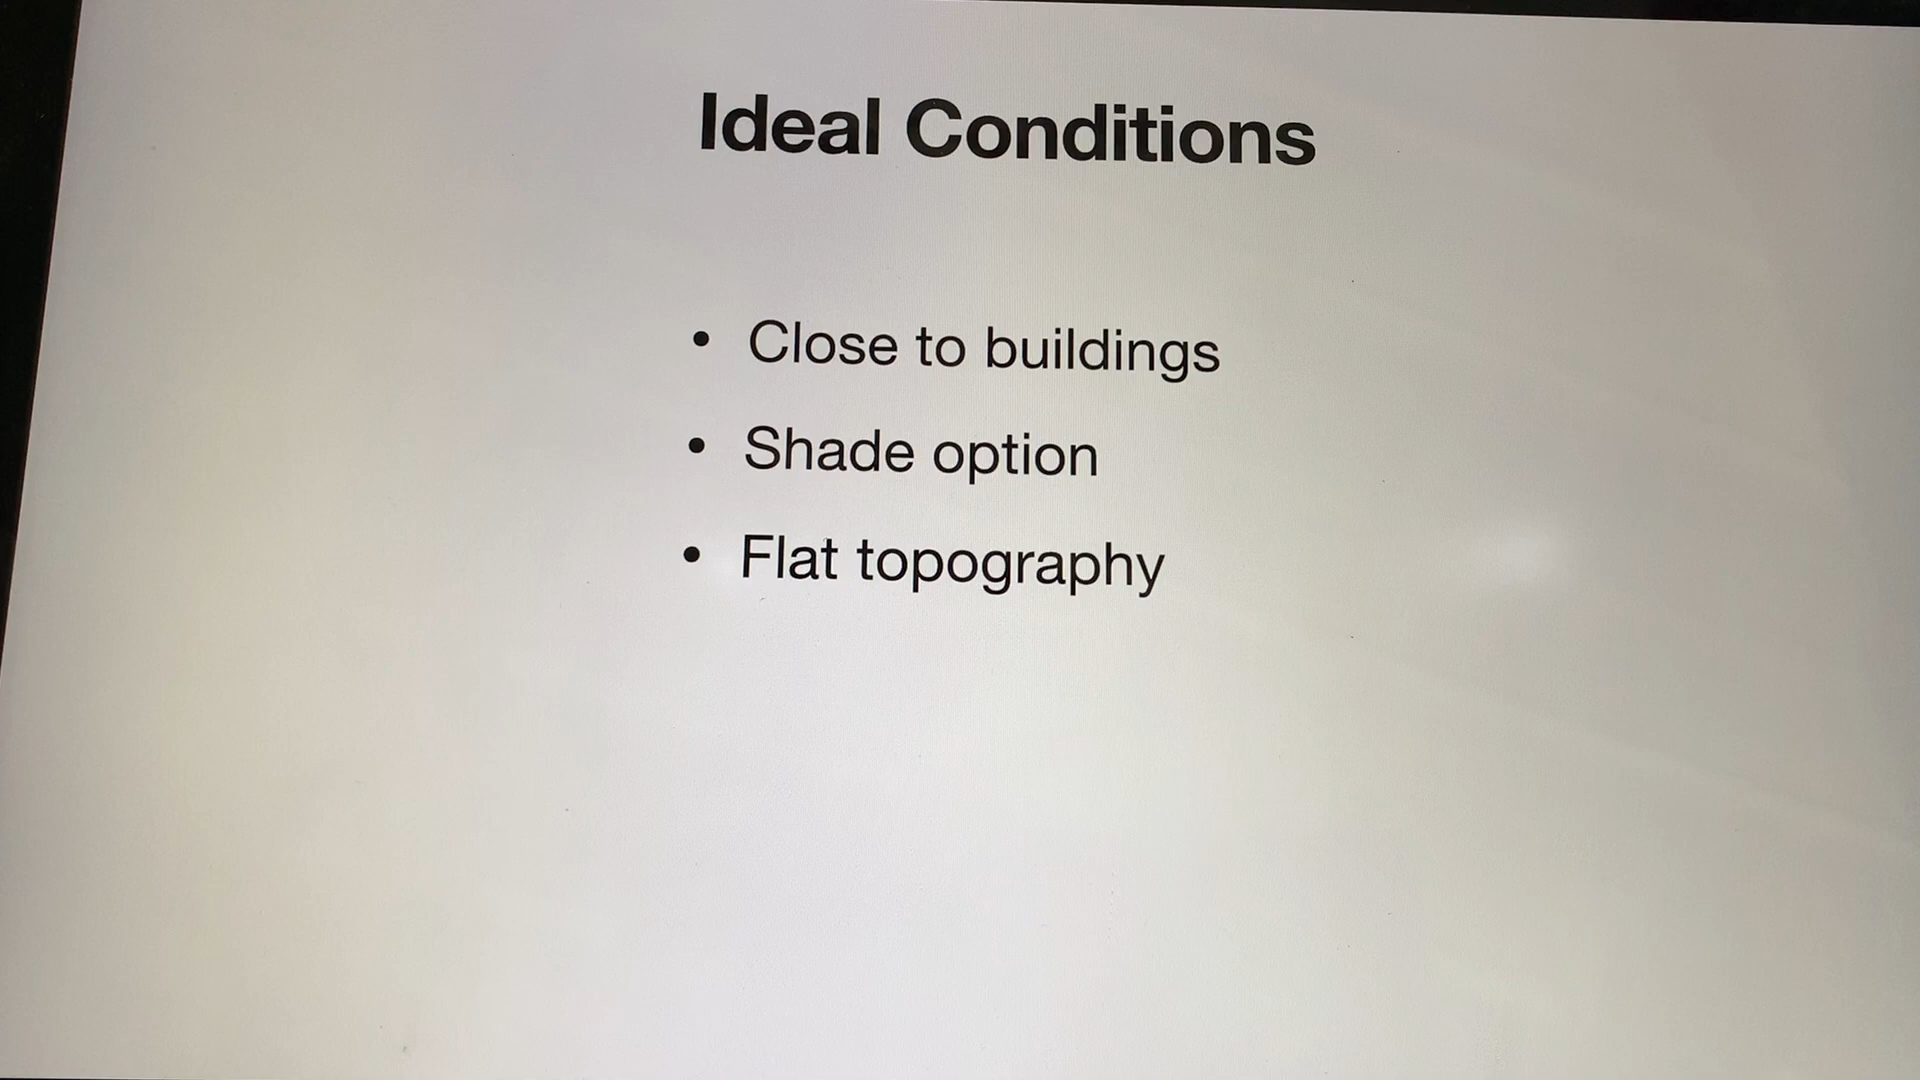 Ideal Conditions
• Close to buildings
• Shade option
• Flat topography